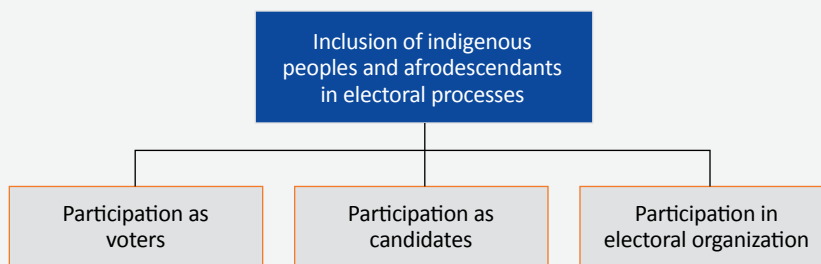 Inclusion of indigenous
peoples and afrodescendants
in electoral processes
Participation as
voters
Participation as
candidates
Participation in
electoral organization